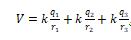 V = k q₁/r₁ + k q₂/r₂ + k q₃/r₃.